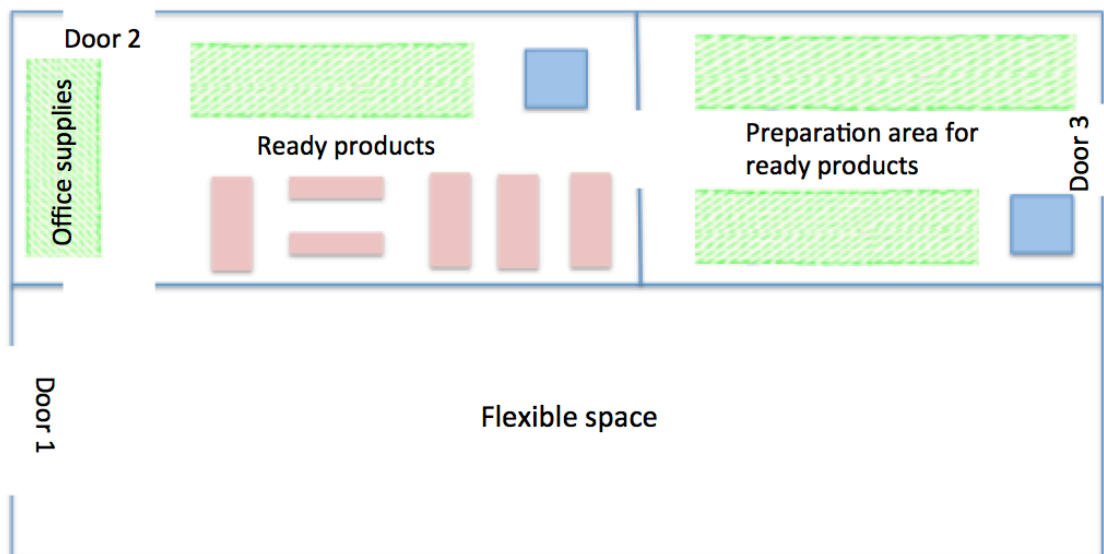 Door 2
Office supplies
Ready products
Preparation area for
ready products
Door 3
Door 1
Flexible space